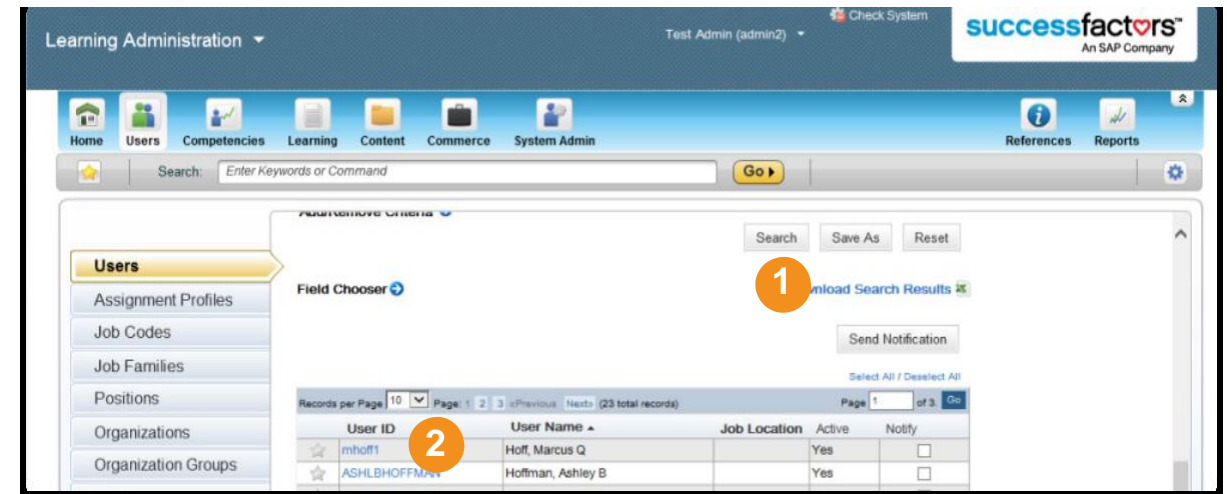 Check System
Learning Administration
Test Admin (admin2)
successfactors™
An SAP Company
Home Users Competencies Learning Content Commerce System Admin References Reports
Search: Enter Keywords or Command Go
Add/Remove Criteria
Search Save As Reset
Users
1
Field Chooser nload Search Results
Assignment Profiles
Job Codes
Send Notification
Job Families
Select All / Deselect All
Positions
Records per Page 10 Page: 1 2 3 «Previous Next» (23 total records) Page 1 of 3 Go
Organizations
User ID User Name Job Location Active Notify
2
mhoff1 Hoff, Marcus Q Yes
Organization Groups
ASHLBHOFFMAN Hoffman, Ashley B Yes